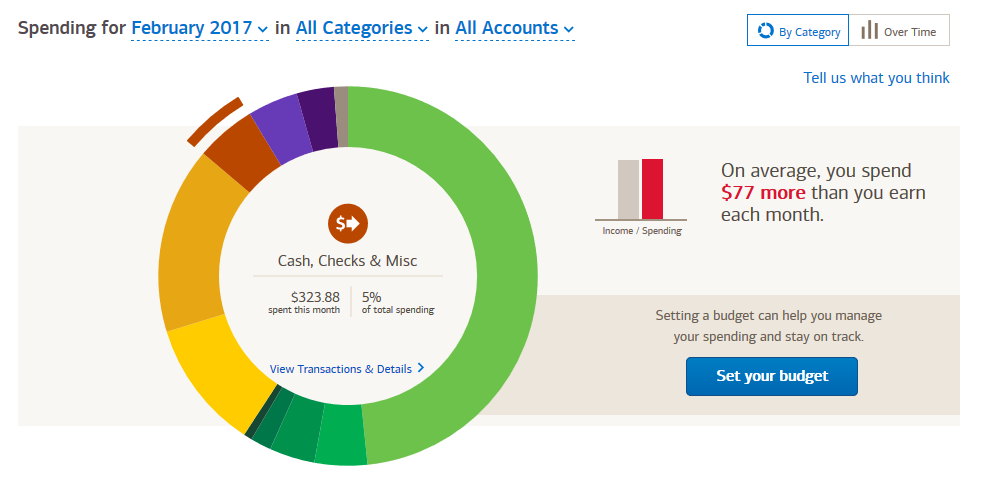 Spending for February 2017 in All Categories in All Accounts
By Category
Over Time
Tell us what you think
On average, you spend
$77 more than you earn
each month.
Income / Spending
$
Cash, Checks & Misc
$323.88
spent this month
5%
of total spending
View Transactions & Details
Setting a budget can help you manage
your spending and stay on track.
Set your budget